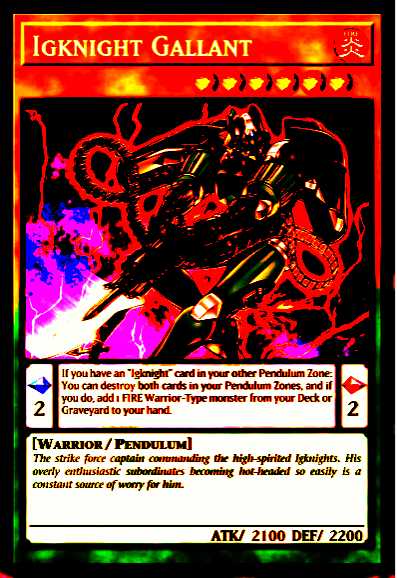 IGKNIGHT GALLANT
FIRE
炎
If you have an "Igknight" card in your other Pendulum Zone:
You can destroy both cards in your Pendulum Zones, and if
you do, add 1 FIRE Warrior-Type monster from your Deck or
Graveyard to your hand.
2
2
[WARRIOR / PENDULUM]
The strike force captain commanding the high-spirited Igknights. His
overly enthusiastic subordinates becoming hot-headed so easily is a
constant source of worry for him.
ATK/ 2100 DEF/ 2200